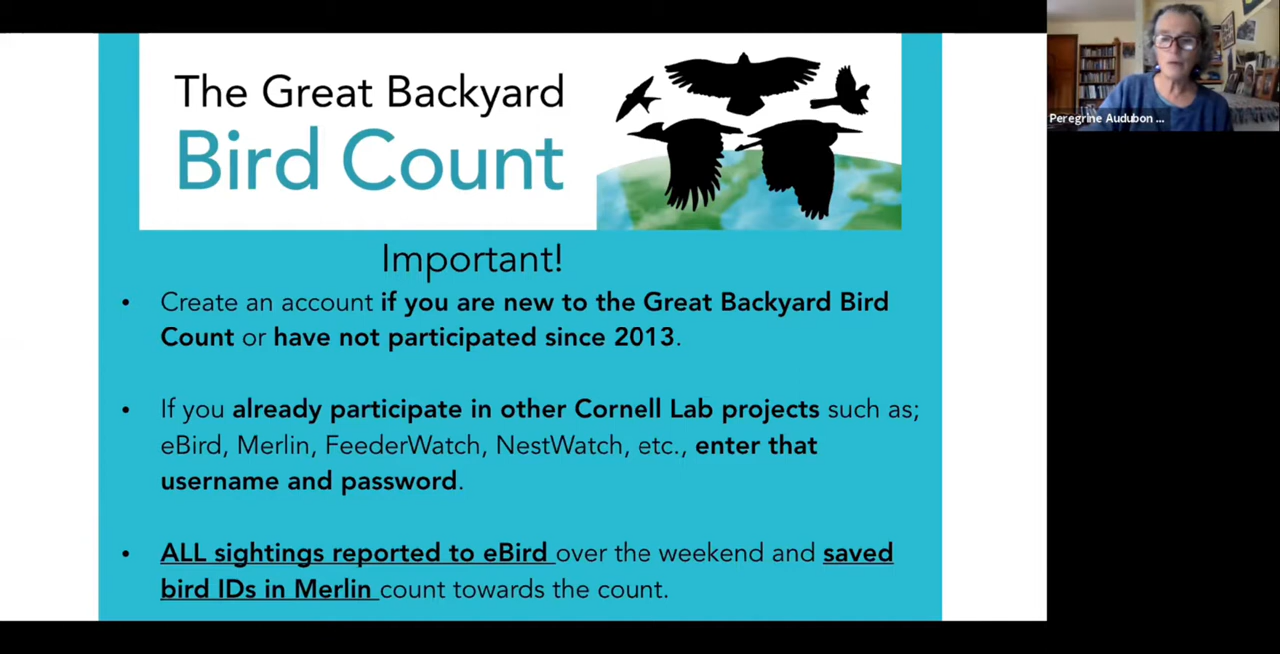 The Great Backyard
Bird Count
Peregrine Audubon ...
Important!
• Create an account if you are new to the Great Backyard Bird
Count or have not participated since 2013.
• If you already participate in other Cornell Lab projects such as;
eBird, Merlin, FeederWatch, NestWatch, etc., enter that
username and password.
• ALL sightings reported to eBird over the weekend and saved
bird IDs in Merlin count towards the count.